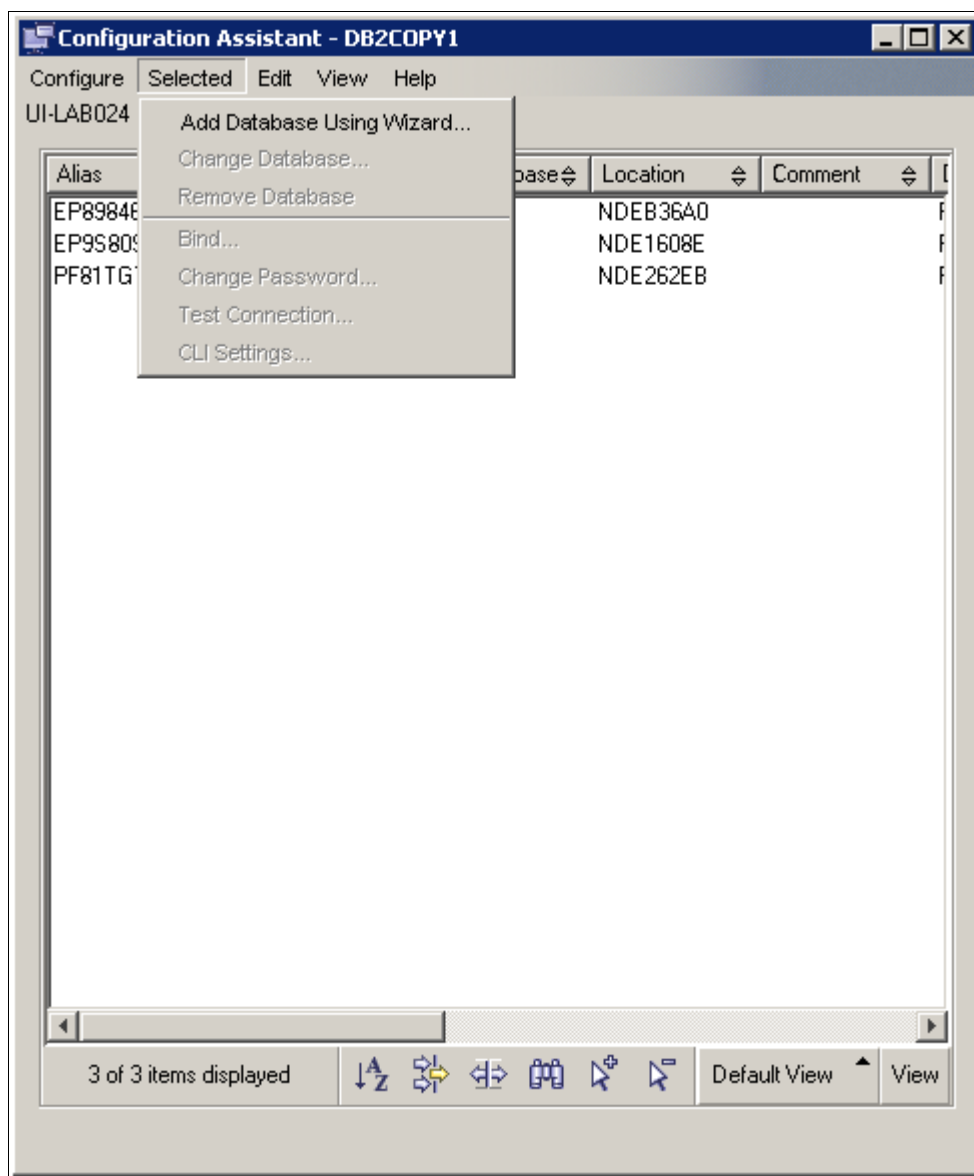 Configuration Assistant - DB2COPY1
Configure Selected Edit View Help
UI-LAB024
Add Database Using Wizard...
Change Database...
Remove Database
Bind...
Change Password...
Test Connection...
CLI Settings...
Alias Location Comment
NDEB36A0
NDE1608E
NDE262EB
3 of 3 items displayed Default View View